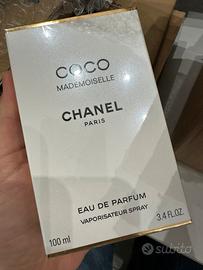 COCO
MADEMOISELLE
CHANEL
PARIS
EAU DE PARFUM
VAPORISATEUR SPRAY
100 ml
3.4 FL.OZ.
subito